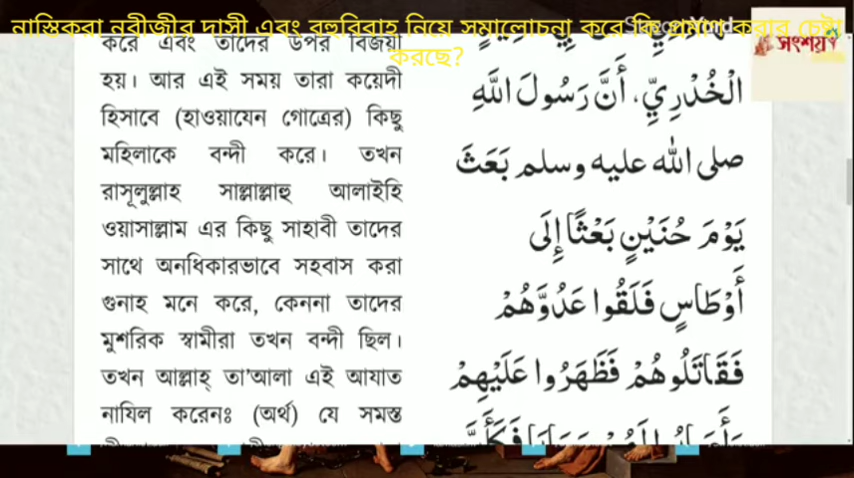 নাস্তিকরা নবীজীর দাসী এবং বহুবিবাহ নিয়ে সমালোচনা করে কি প্রমাণ করার চেষ্টা
করছে?
সংশয়
করে এবং তাদের উপর বিজয়ী
হয়। আর এই সময় তারা কয়েদী
হিসাবে (হাওয়াযেন গোত্রের) কিছু
মহিলাকে বন্দী করে। তখন
রাসূলুল্লাহ সাল্লাল্লাহু আলাইহি
ওয়াসাল্লাম এর কিছু সাহাবী তাদের
সাথে অনধিকারভাবে সহবাস করা
গুনাহ মনে করে, কেননা তাদের
মুশরিক স্বামীরা তখন বন্দী ছিল।
তখন আল্লাহ্ তা'আলা এই আযাত
নাযিল করেনঃ (অর্থ) যে সমস্ত
الْخُدْرِيِّ، أَنَّ رَسُولَ اللَّهِ
صلى الله عليه وسلم بَعَثَ
يَوْمَ حُنَيْنٍ بَعْثًا إِلَى
أَوْطَاسٍ فَلَقُوا عَدُوَّهُمْ
فَقَاتَلُوهُمْ فَظَهَرُوا عَلَيْهِمْ